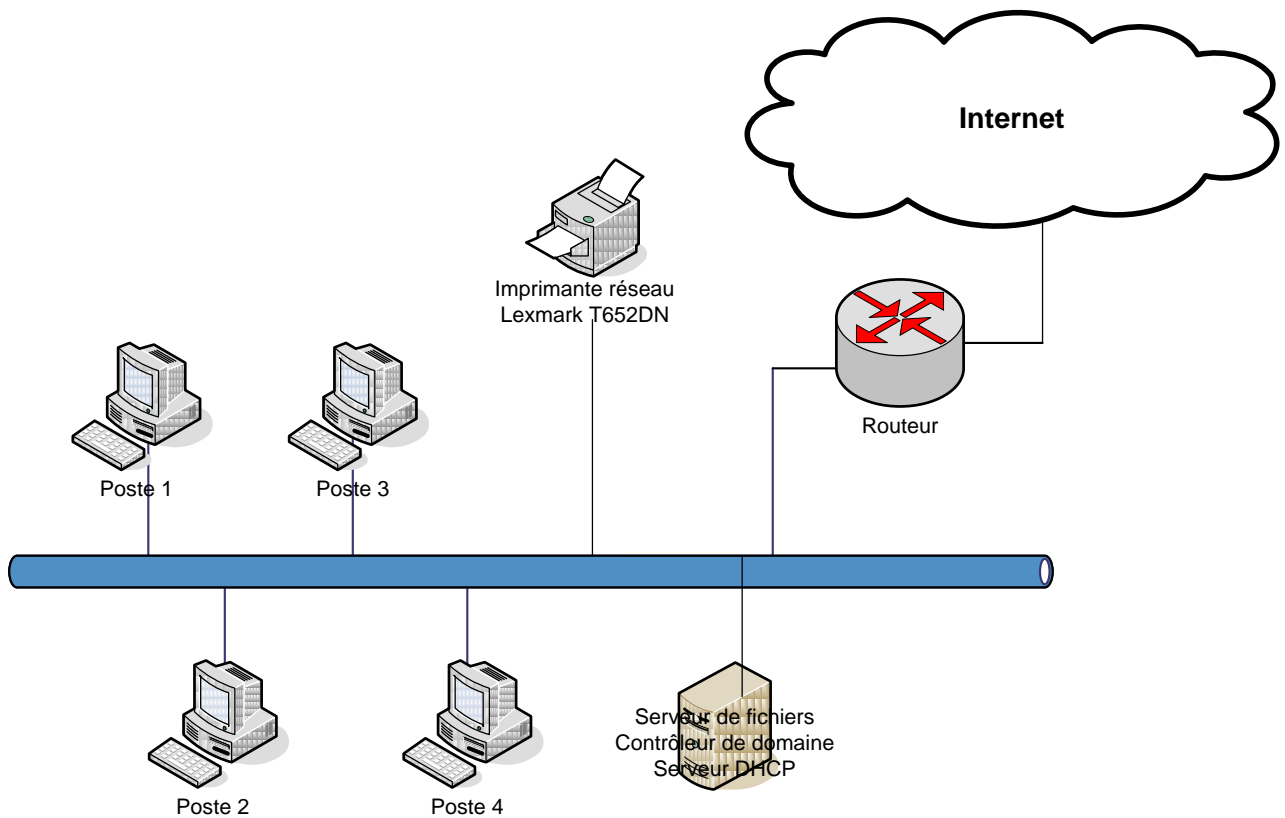 Internet
Imprimante réseau
Lexmark T652DN
Routeur
Poste 1
Poste 3
Serveur de fichiers
Contrôleur de domaine
Serveur DHCP
Poste 2
Poste 4